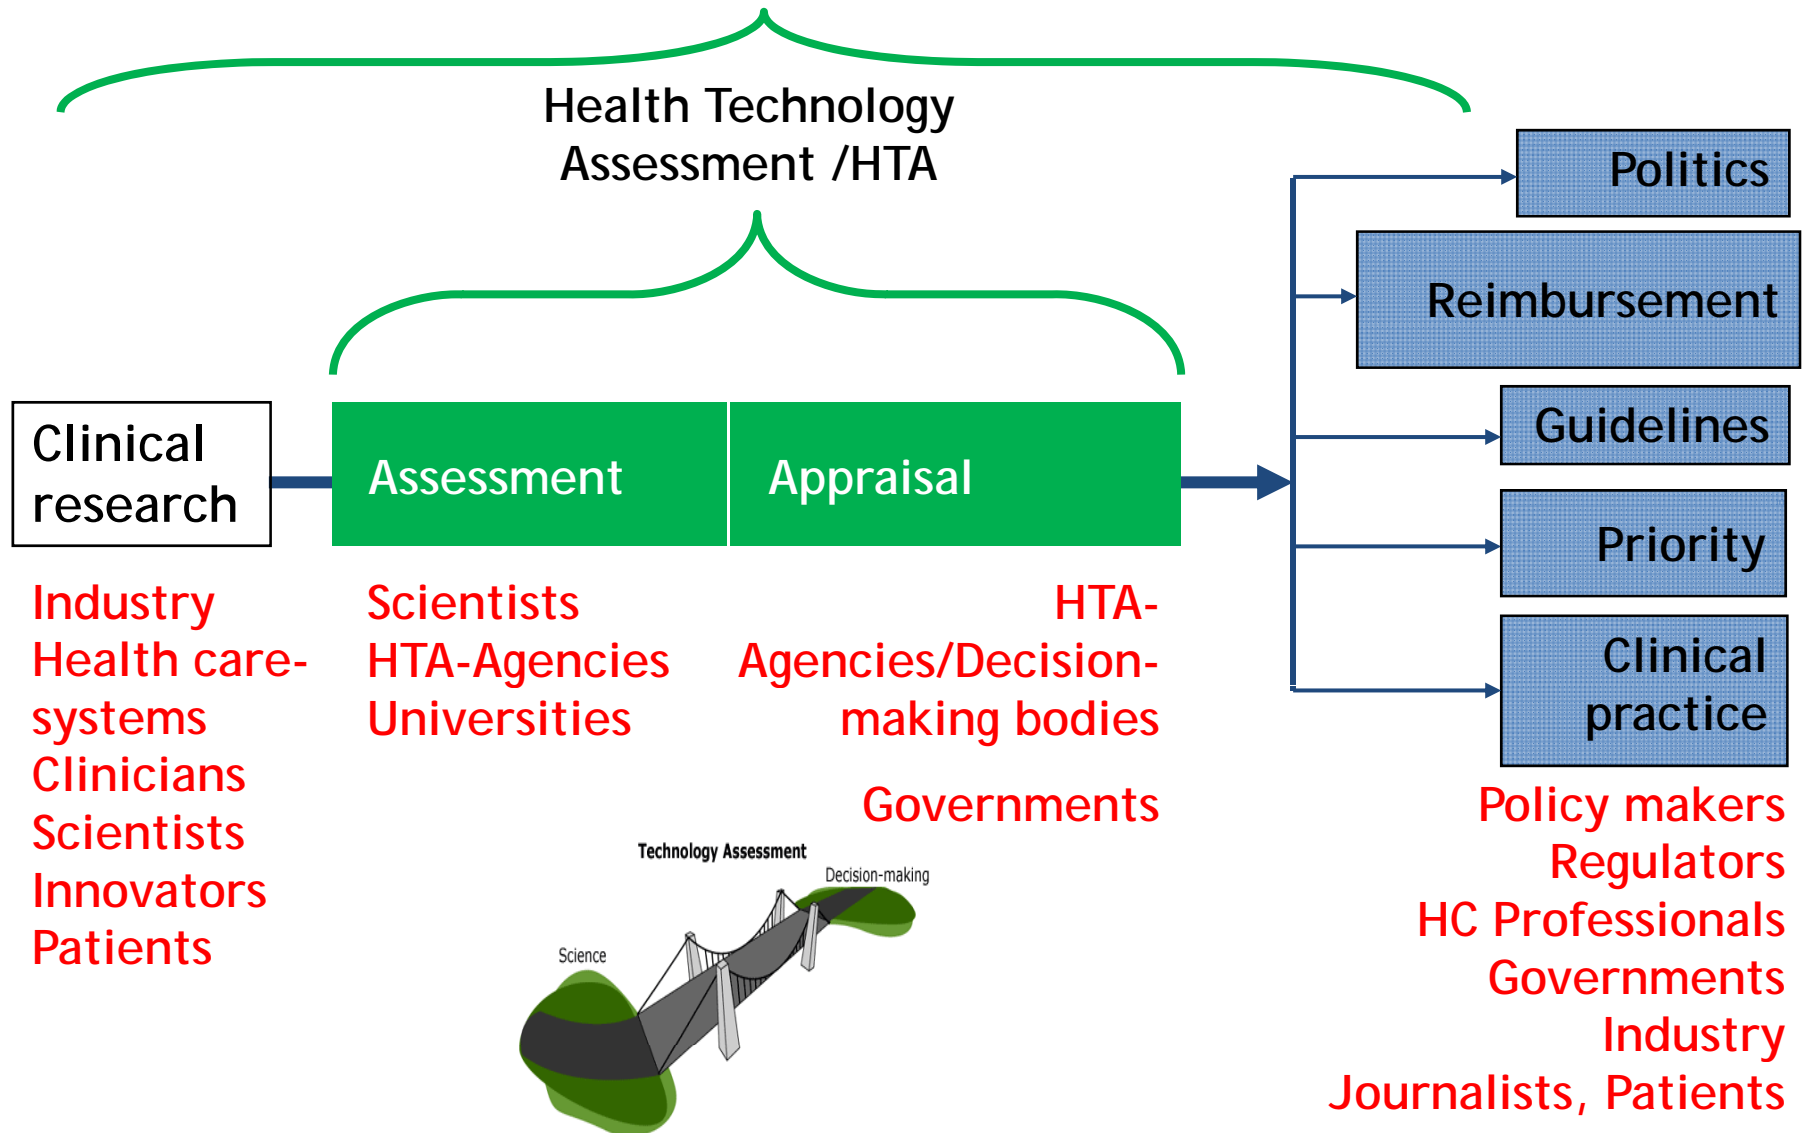 Health Technology
Assessment /HTA
Politics
Reimbursement
Guidelines
Priority
Clinical
practice
Clinical
research
Assessment
Appraisal
Industry
Health care-
systems
Clinicians
Scientists
Innovators
Patients
Scientists
HTA-Agencies
Universities
HTA-
Agencies/Decision-
making bodies
Governments
Technology Assessment
Decision-making
Science
Policy makers
Regulators
HC Professionals
Governments
Industry
Journalists, Patients